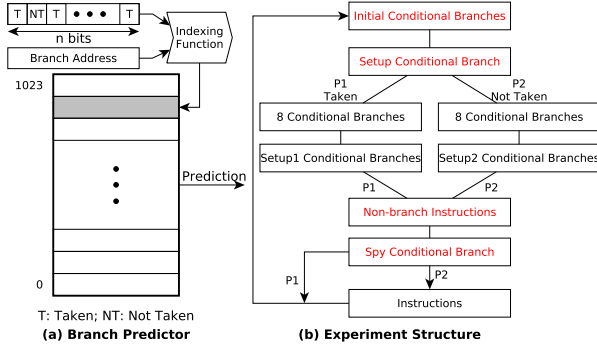 T NT T • • • T
n bits
Branch Address
Indexing
Function
1023
0
Prediction
T: Taken; NT: Not Taken
(a) Branch Predictor
Initial Conditional Branches
Setup Conditional Branch
P1
Taken
P2
Not Taken
8 Conditional Branches
8 Conditional Branches
Setup1 Conditional Branches
Setup2 Conditional Branches
P1
P2
Non-branch Instructions
Spy Conditional Branch
P1
P2
Instructions
(b) Experiment Structure